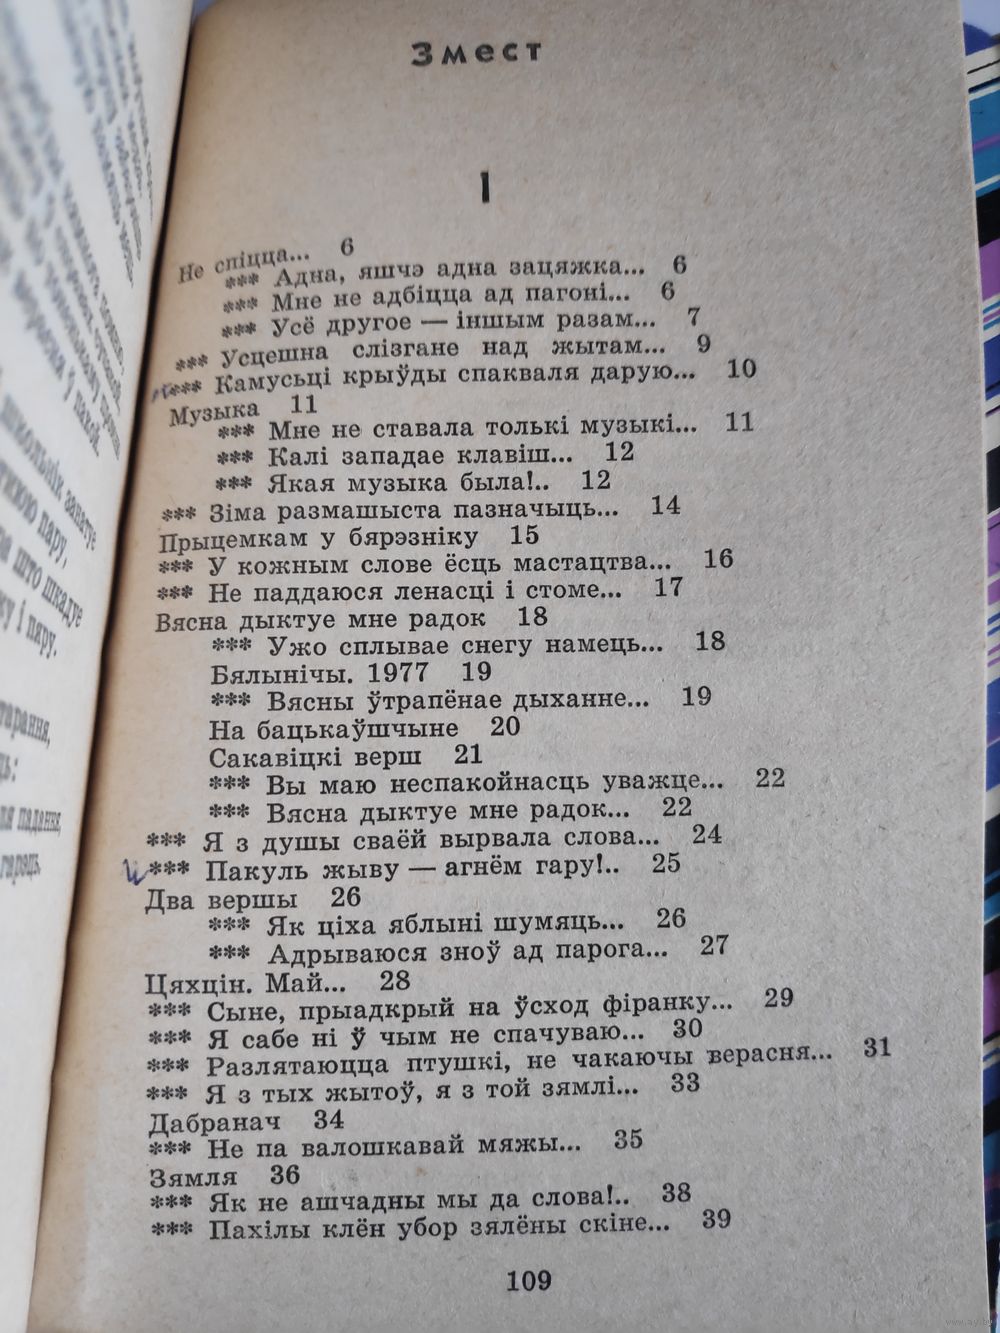 Змест
I
Не спіцца... 6
*** Адна, яшчэ адна зацяжка... 6
*** Мне не адбіцца ад пагоні... 6
*** Усё другое — іншым разам... 7
*** Усцешна слізгане над жытам... 9
*** Камусьці крыўды спакваля дарую... 10
Музыка 11
*** Мне не ставала толькі музыкі... 11
*** Калі западае клавіш... 12
*** Якая музыка была!.. 12
*** Зіма размашыста пазначыць... 14
Прыцемкам у бярэзніку 15
*** У кожным слове ёсць мастацтва... 16
*** Не паддаюся ленасці і стоме... 17
Вясна дыктуе мне радок 18
*** Ужо сплывае снегу намець... 18
Бялынічы. 1977 19
*** Вясны ўтрапёнае дыханне... 19
На бацькаўшчыне 20
Сакавіцкі верш 21
*** Вы маю неспакойнасць уважце... 22
*** Вясна дыктуе мне радок... 22
*** Я з душы сваёй вырвала слова... 24
*** Пакуль жыву — агнём гару!.. 25
Два вершы 26
*** Як ціха яблыні шумяць... 26
*** Адрываюся зноў ад парога... 27
Цяхцін. Май... 28
*** Сыне, прыадкрый на ўсход фіранку... 29
*** Я сабе ні ў чым не спачуваю... 30
*** Разлятаюцца птушкі, не чакаючы верасня... 31
*** Я з тых жытоў, я з той зямлі... 33
Дабранач 34
*** Не па валошкавай мяжы... 35
Зямля 36
*** Як не ашчадны мы да слова!.. 38
*** Пахілы клён убор зялёны скіне... 39
109
школьнік
пару,
што шкадуе
і пяру.